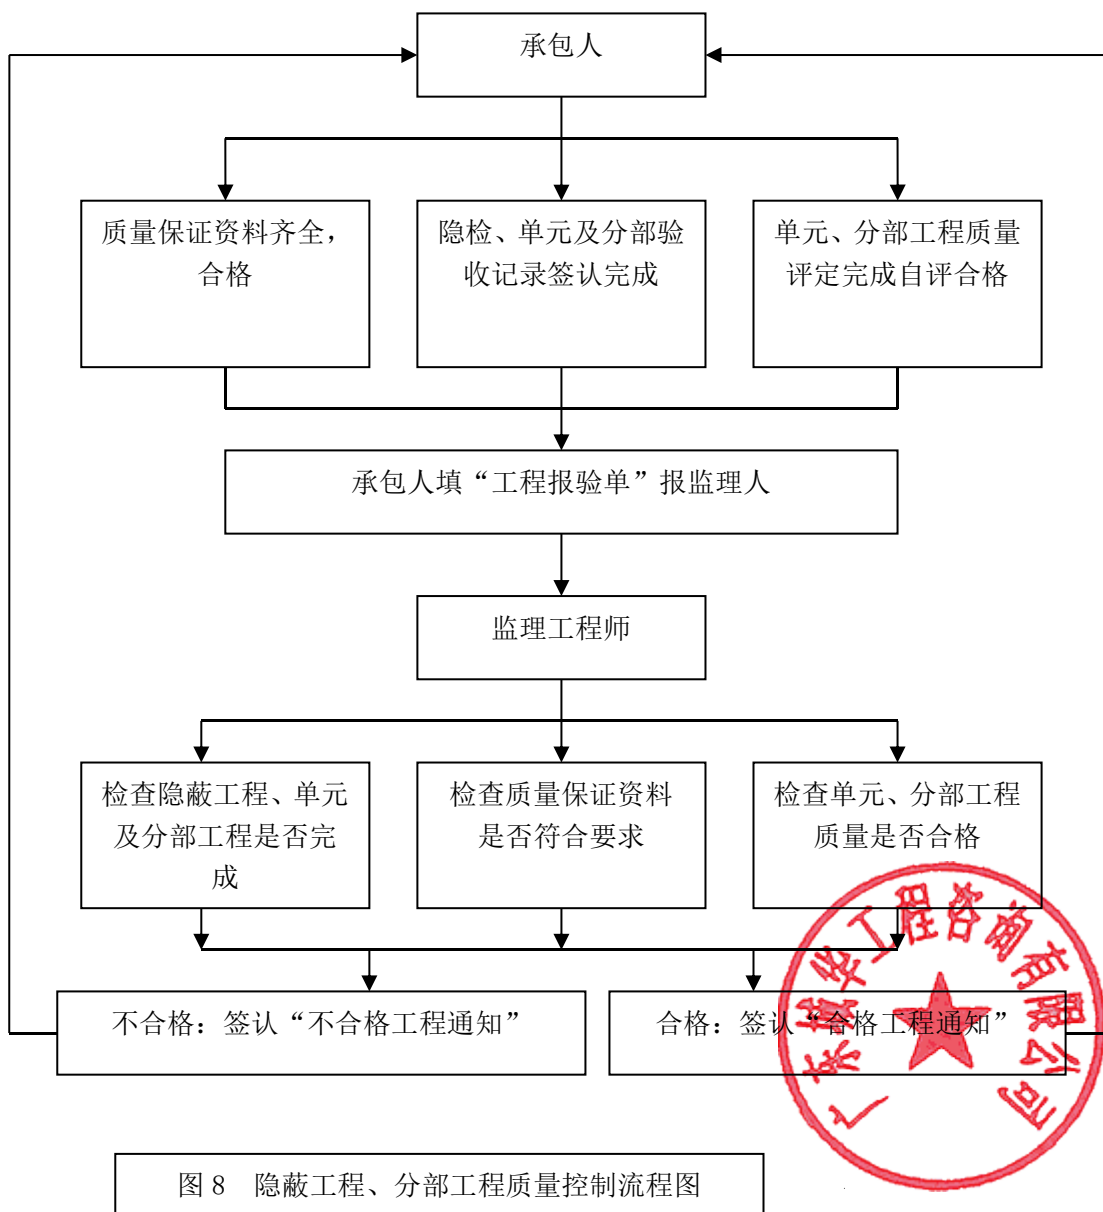 承包人
质量保证资料齐全，
合格
隐检、单元及分部验
收记录签认完成
单元、分部工程质量
评定完成自评合格
承包人填“工程报验单”报监理人
监理工程师
检查隐蔽工程、单元
及分部工程是否完
成
检查质量保证资料
是否符合要求
检查单元、分部工程
质量是否合格
不合格：签认“不合格工程通知”
合格：签认“合格工程通知”
图 8　隐蔽工程、分部工程质量控制流程图